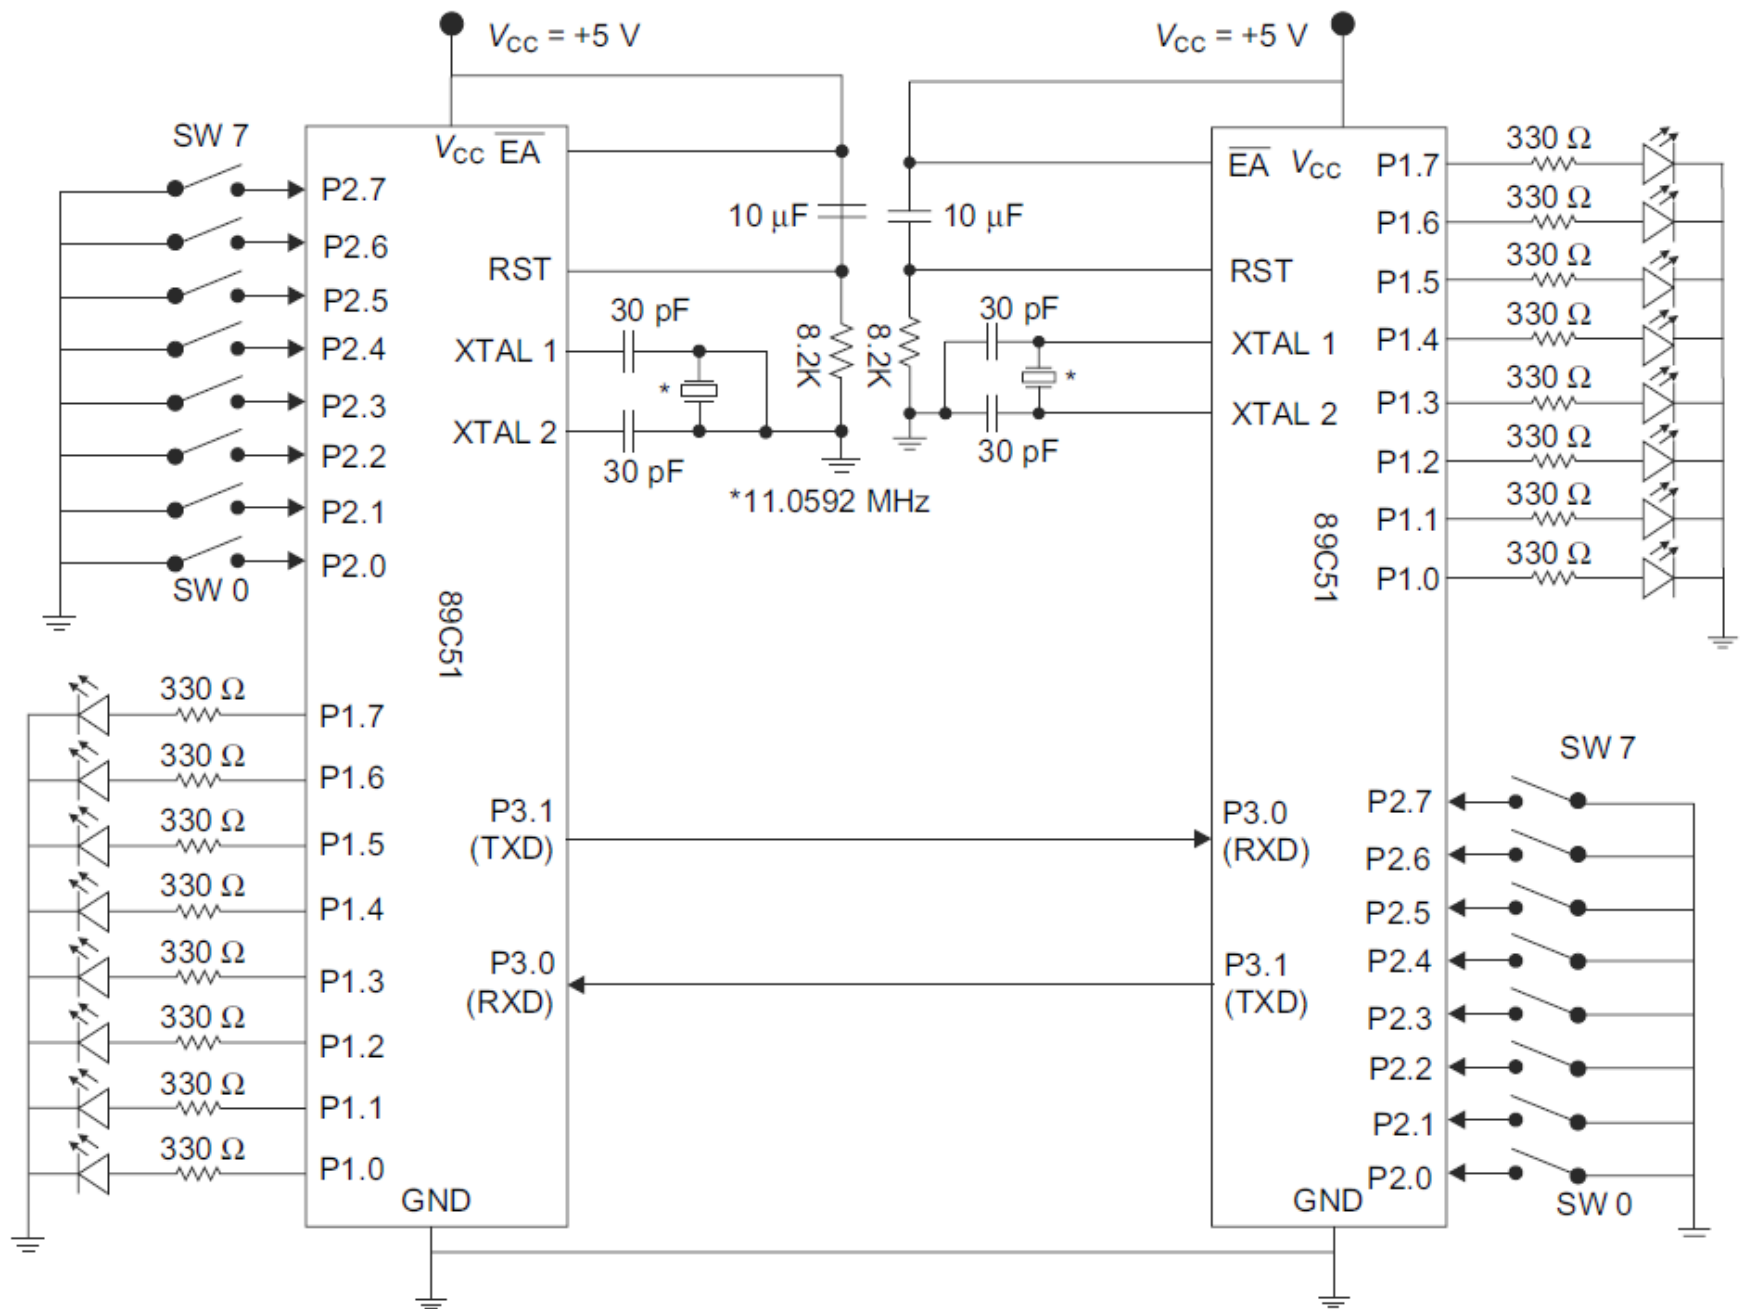 V_CC = +5 V
V_CC = +5 V
SW 7
V_CC E̅A̅
P2.7
P2.6
P2.5
P2.4
P2.3
P2.2
P2.1
P2.0
SW 0
RST
XTAL 1
XTAL 2
10 μF
10 μF
30 pF
30 pF
*
8.2K
8.2K
30 pF
30 pF
*
*11.0592 MHz
89C51
330 Ω
P1.7
330 Ω
P1.6
330 Ω
P1.5
330 Ω
P1.4
330 Ω
P1.3
330 Ω
P1.2
330 Ω
P1.1
330 Ω
P1.0
P3.1
(TXD)
P3.0
(RXD)
GND
E̅A̅ V_CC
RST
XTAL 1
XTAL 2
89C51
P1.7
330 Ω
P1.6
330 Ω
P1.5
330 Ω
P1.4
330 Ω
P1.3
330 Ω
P1.2
330 Ω
P1.1
330 Ω
P1.0
330 Ω
P3.0
(RXD)
P3.1
(TXD)
SW 7
P2.7
P2.6
P2.5
P2.4
P2.3
P2.2
P2.1
P2.0
SW 0
GND